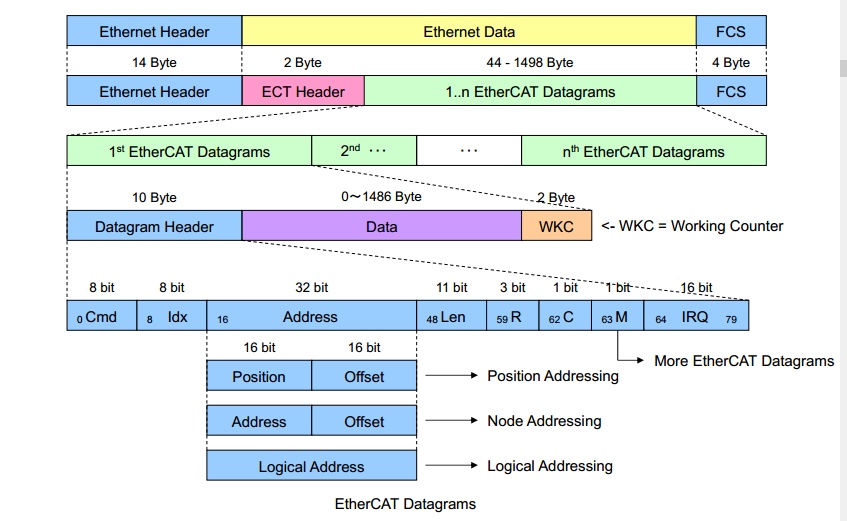 Ethernet Header Ethernet Data FCS
14 Byte 2 Byte 44 - 1498 Byte 4 Byte
Ethernet Header ECT Header 1..n EtherCAT Datagrams FCS
1st EtherCAT Datagrams 2nd ··· ··· nth EtherCAT Datagrams
10 Byte 0～1486 Byte 2 Byte
Datagram Header Data WKC <- WKC = Working Counter
8 bit 8 bit 32 bit 11 bit 3 bit 1 bit 1 bit 16 bit
0 Cmd 8 Idx 16 Address 48 Len 59 R 62 C 63 M 64 IRQ 79
16 bit 16 bit
More EtherCAT Datagrams
Position Offset Position Addressing
Address Offset Node Addressing
Logical Address Logical Addressing
EtherCAT Datagrams